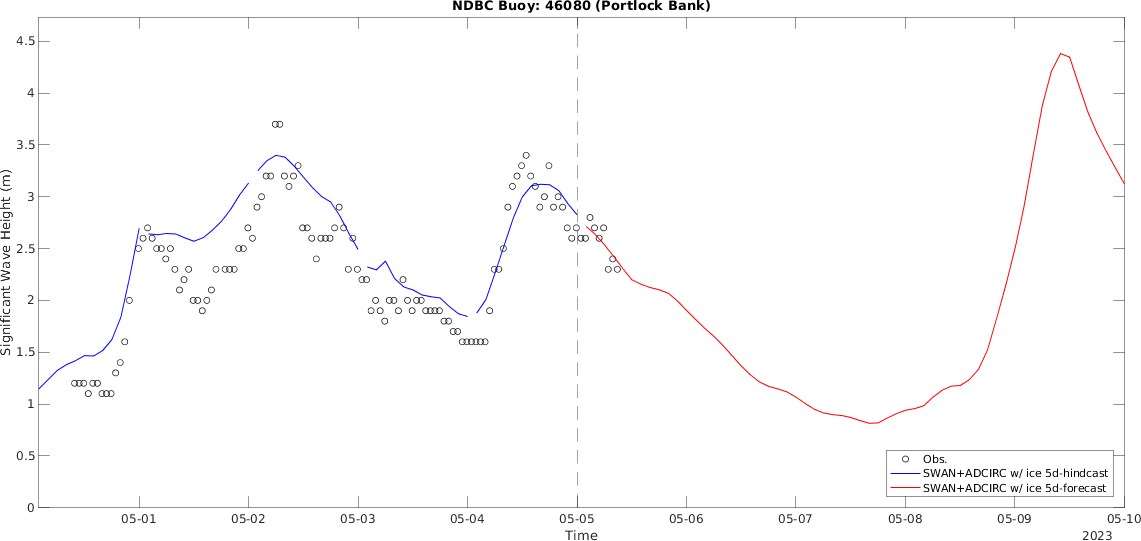 NDBC Buoy: 46080 (Portlock Bank)
4.5
4
3.5
3
2.5
2
1.5
1
0.5
0
Significant Wave Height (m)
05-01 05-02 05-03 05-04 05-05 05-06 05-07 05-08 05-09 05-10
Time
2023
Obs.
SWAN+ADCIRC w/ ice 5d-hindcast
SWAN+ADCIRC w/ ice 5d-forecast